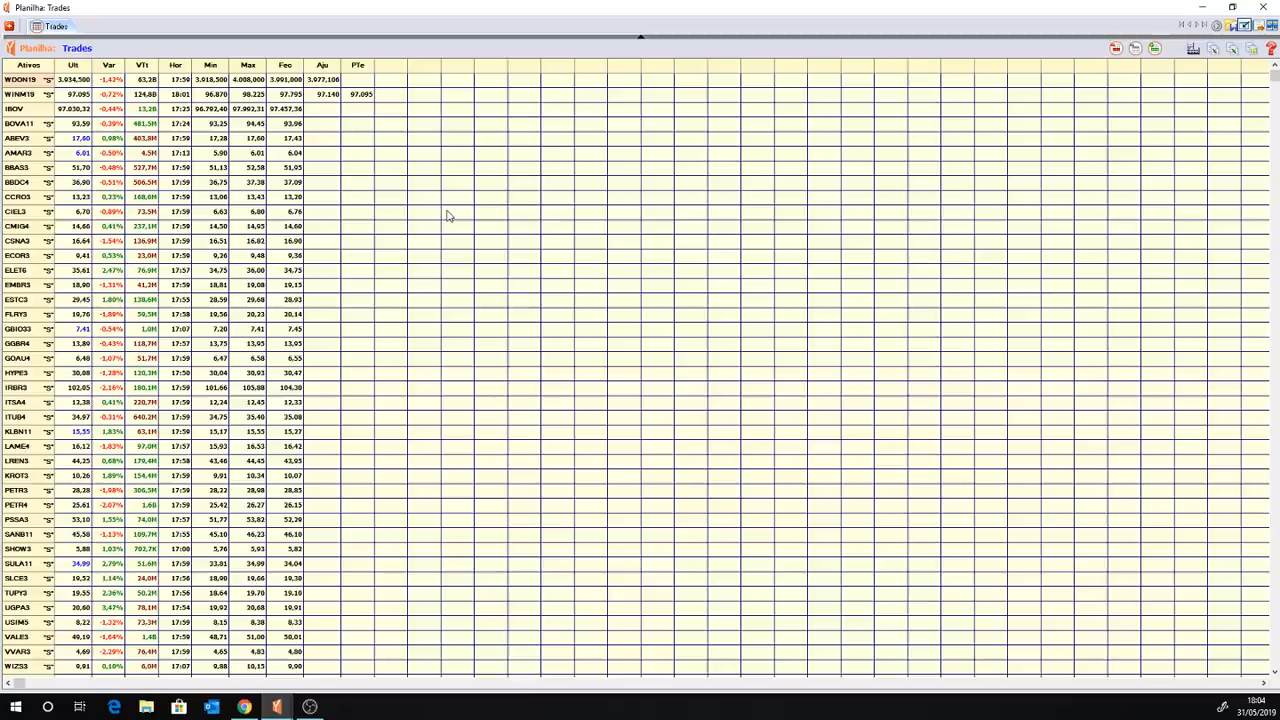 Planilha: Trades
Trades
Planilha: Trades
Ativos Ult Var VTt Hor Min Max Fec Aju PTe
WDON19 "S" 3.934,500 -1,42% 63,2B 17:59 3.918,500 4.008,000 3.991,000 3.977,106
WINM19 "S" 97.095 -0,72% 124,8B 18:01 96.870 98.225 97.795 97.140 97.095
IBOV 97.030,32 -0,44% 13,2B 17:25 96.792,40 97.992,31 97.457,36
BOVA11 "S" 93,59 -0,39% 481,5M 17:24 93,25 94,45 93,96
ABEV3 "S" 17,60 0,98% 403,8M 17:59 17,28 17,60 17,43
AMAR3 "S" 6,01 -0,50% 4,5M 17:13 5,90 6,01 6,04
BBAS3 "S" 51,70 -0,48% 527,7M 17:59 51,13 52,58 51,95
BBDC4 "S" 36,90 -0,51% 506,5M 17:59 36,75 37,38 37,09
CCRO3 "S" 13,23 0,23% 168,6M 17:59 13,06 13,43 13,20
CIEL3 "S" 6,70 -0,89% 73,5M 17:59 6,63 6,80 6,76
CMIG4 "S" 14,66 0,41% 237,1M 17:59 14,50 14,95 14,60
CSNA3 "S" 16,64 -1,54% 136,9M 17:59 16,51 16,82 16,90
ECOR3 "S" 9,41 0,53% 23,0M 17:59 9,26 9,48 9,36
ELET6 "S" 35,61 2,47% 76,9M 17:57 34,75 36,00 34,75
EMBR3 "S" 18,90 -1,31% 41,2M 17:59 18,81 19,08 19,15
ESTC3 "S" 29,45 1,80% 138,6M 17:55 28,59 29,68 28,93
FLRY3 "S" 19,76 -1,89% 59,5M 17:58 19,56 20,23 20,14
GBIO33 "S" 7,41 -0,54% 1,0M 17:07 7,20 7,41 7,45
GGBR4 "S" 13,89 -0,43% 118,7M 17:57 13,75 13,95 13,95
GOAU4 "S" 6,48 -1,07% 51,7M 17:59 6,47 6,58 6,55
HYPE3 "S" 30,08 -1,28% 120,3M 17:50 30,04 30,93 30,47
IRBR3 "S" 102,05 -2,16% 180,1M 17:59 101,66 105,88 104,30
ITSA4 "S" 12,38 0,41% 220,7M 17:59 12,24 12,45 12,33
ITUB4 "S" 34,97 -0,31% 640,2M 17:59 34,75 35,40 35,08
KLBN11 "S" 15,55 1,83% 63,1M 17:59 15,17 15,55 15,27
LAME4 "S" 16,12 -1,83% 97,0M 17:57 15,93 16,53 16,42
LREN3 "S" 44,25 0,68% 179,4M 17:58 43,46 44,45 43,95
KROT3 "S" 10,26 1,89% 154,4M 17:59 9,91 10,34 10,07
PETR3 "S" 28,28 -1,98% 306,5M 17:59 28,22 28,98 28,85
PETR4 "S" 25,61 -2,07% 1,6B 17:59 25,42 26,27 26,15
PSSA3 "S" 53,10 1,55% 74,0M 17:57 51,77 53,82 52,29
SANB11 "S" 45,58 -1,13% 109,7M 17:55 45,10 46,23 46,10
SHOW3 "S" 5,88 1,03% 702,7K 17:00 5,76 5,93 5,82
SULA11 "S" 34,99 2,79% 51,6M 17:58 33,81 34,99 34,04
SLCE3 "S" 19,52 1,14% 24,0M 17:56 18,90 19,66 19,30
TUPY3 "S" 19,55 2,36% 50,2M 17:56 18,64 19,70 19,10
UGPA3 "S" 20,60 3,47% 78,1M 17:54 19,92 20,68 19,91
USIM5 "S" 8,22 -1,32% 73,3M 17:59 8,15 8,38 8,33
VALE3 "S" 49,19 -1,64% 1,4B 17:59 48,71 51,00 50,01
VVAR3 "S" 4,69 -2,29% 76,4M 17:59 4,65 4,83 4,80
WIZS3 "S" 9,91 0,10% 6,0M 17:07 9,88 10,15 9,90
18:04
31/05/2019